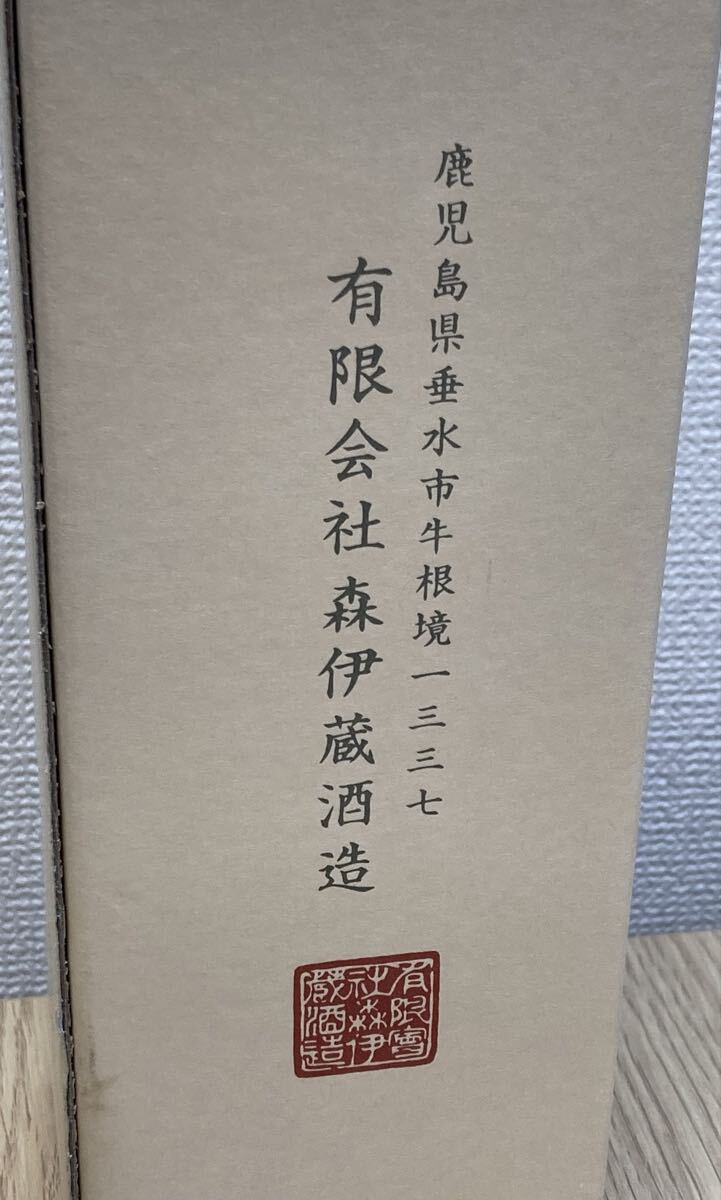 鹿児島県垂水市牛根境一三三七
有限会社森伊蔵酒造
有限會
社森伊
蔵酒造